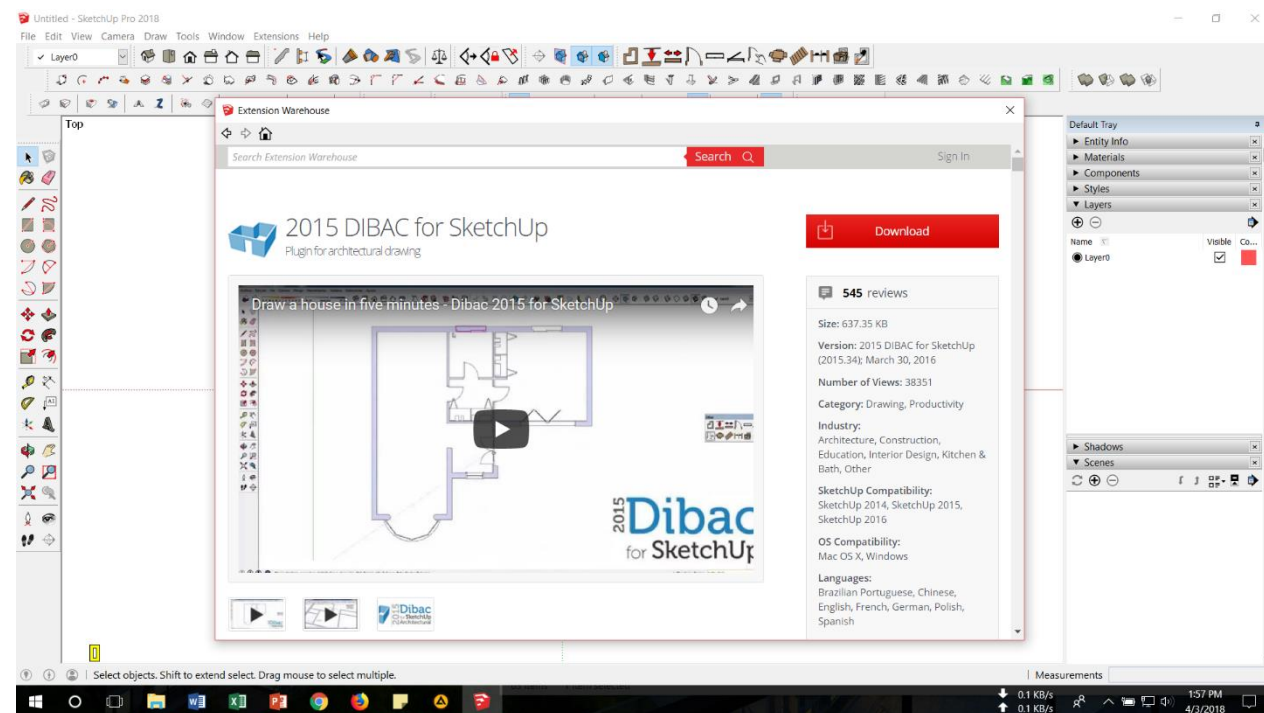 Untitled - SketchUp Pro 2018
File Edit View Camera Draw Tools Window Extensions Help
Layer0
Extension Warehouse
Top
Default Tray
Entity Info
Search Extension Warehouse
Search
Sign In
Materials
Components
Styles
Layers
2015 DIBAC for SketchUp
Download
Plugin for architectural drawing
Name
Visible Co...
Layer0
Draw a house in five minutes - Dibac 2015 for SketchUp
545 reviews
Size: 637.35 KB
Version: 2015 DIBAC for SketchUp
(2015.34); March 30, 2016
Number of Views: 38351
Category: Drawing, Productivity
Industry:
Architecture, Construction,
Education, Interior Design, Kitchen &
Bath, Other
Shadows
Scenes
SketchUp Compatibility:
SketchUp 2014, SketchUp 2015,
SketchUp 2016
2015 Dibac
for SketchUp
OS Compatibility:
Mac OS X, Windows
Languages:
Brazilian Portuguese, Chinese,
English, French, German, Polish,
Spanish
2015 Dibac
for SketchUp
Architectural
Select objects. Shift to extend select. Drag mouse to select multiple.
Measurements
0.1 KB/s
0.1 KB/s
1:57 PM
4/3/2018